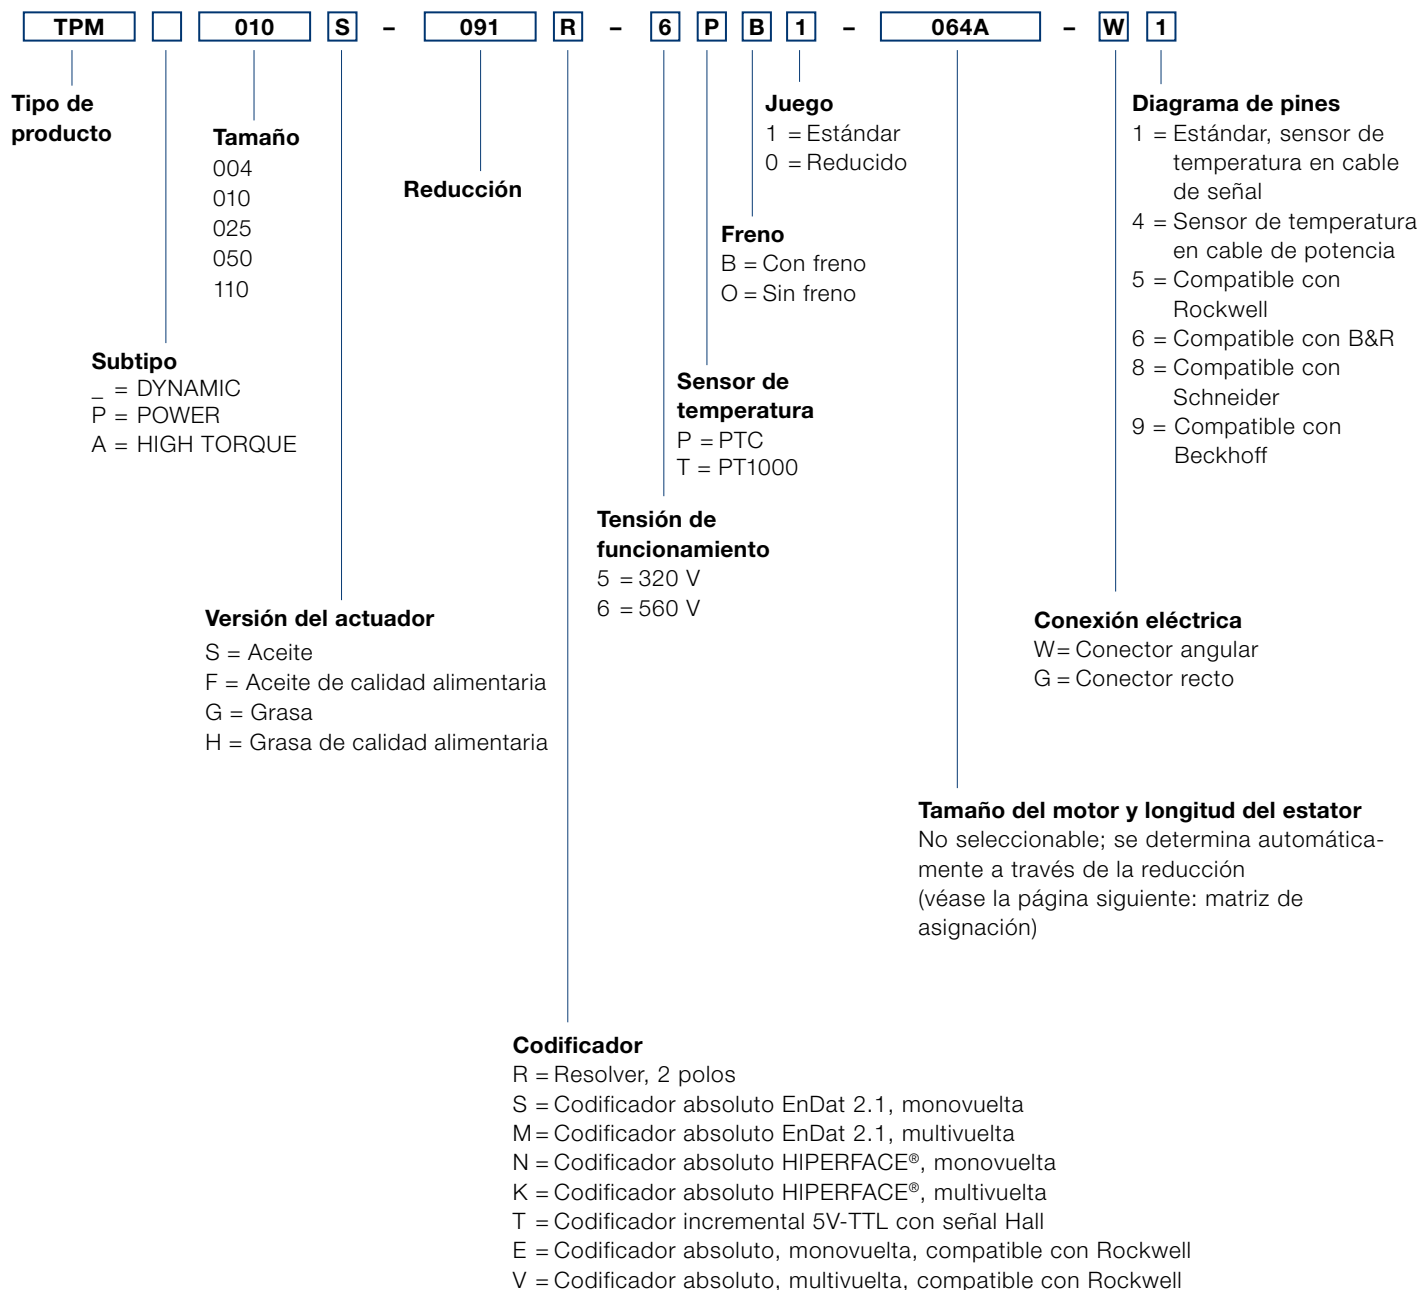 TPM 010 S – 091 R – 6 P B 1 – 064A – W 1
Tipo de
producto
Tamaño
004
010
025
050
110
Reducción
Juego
1 = Estándar
0 = Reducido
Diagrama de pines
1 = Estándar, sensor de
temperatura en cable
de señal
4 = Sensor de temperatura
en cable de potencia
5 = Compatible con
Rockwell
6 = Compatible con B&R
8 = Compatible con
Schneider
9 = Compatible con
Beckhoff
Freno
B = Con freno
O = Sin freno
Subtipo
_ = DYNAMIC
P = POWER
A = HIGH TORQUE
Sensor de
temperatura
P = PTC
T = PT1000
Tensión de
funcionamiento
5 = 320 V
6 = 560 V
Versión del actuador
S = Aceite
F = Aceite de calidad alimentaria
G = Grasa
H = Grasa de calidad alimentaria
Conexión eléctrica
W= Conector angular
G = Conector recto
Tamaño del motor y longitud del estator
No seleccionable; se determina automática-
mente a través de la reducción
(véase la página siguiente: matriz de
asignación)
Codificador
R = Resolver, 2 polos
S = Codificador absoluto EnDat 2.1, monovuelta
M = Codificador absoluto EnDat 2.1, multivuelta
N = Codificador absoluto HIPERFACE®, monovuelta
K = Codificador absoluto HIPERFACE®, multivuelta
T = Codificador incremental 5V-TTL con señal Hall
E = Codificador absoluto, monovuelta, compatible con Rockwell
V = Codificador absoluto, multivuelta, compatible con Rockwell